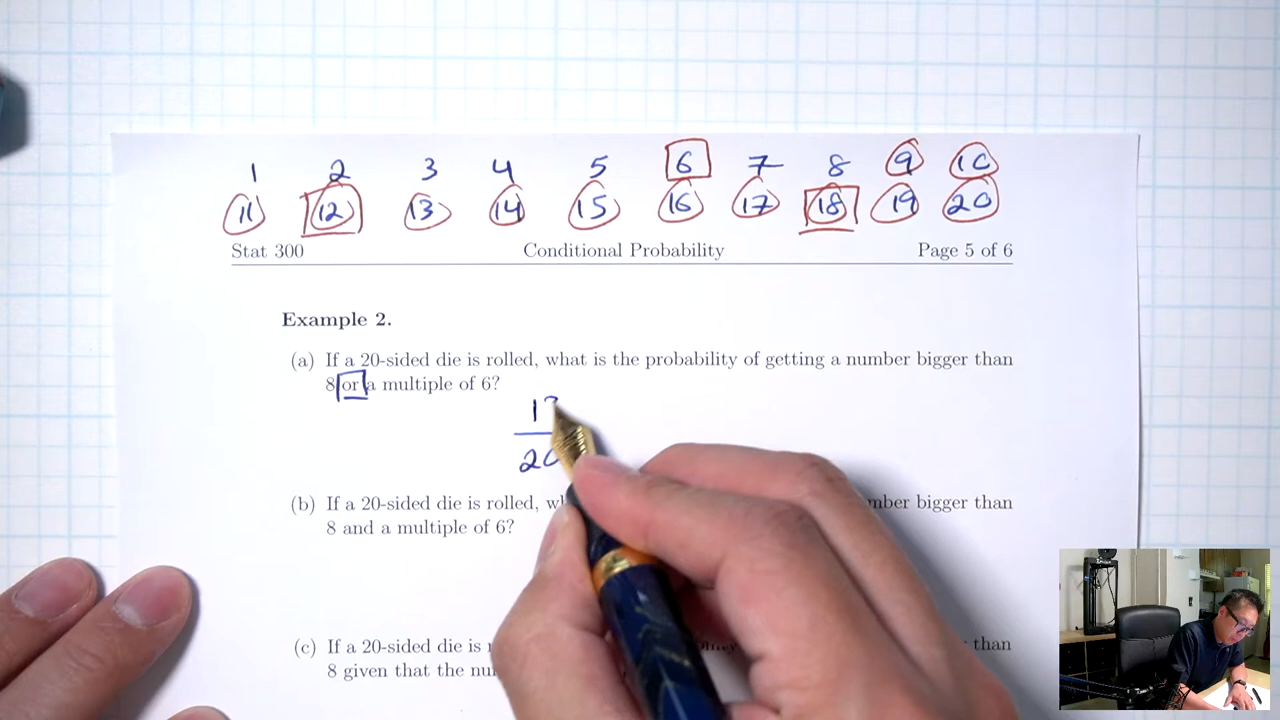 1 2 3 4 5 6 7 8 9 10
11 12 13 14 15 16 17 18 19 20
Stat 300 Conditional Probability Page 5 of 6
Example 2.
(a) If a 20-sided die is rolled, what is the probability of getting a number bigger than
8 or a multiple of 6?
1
20
(b) If a 20-sided die is rolled, bigger than
8 and a multiple of 6?
(c) If a 20-sided die is than
8 given that the